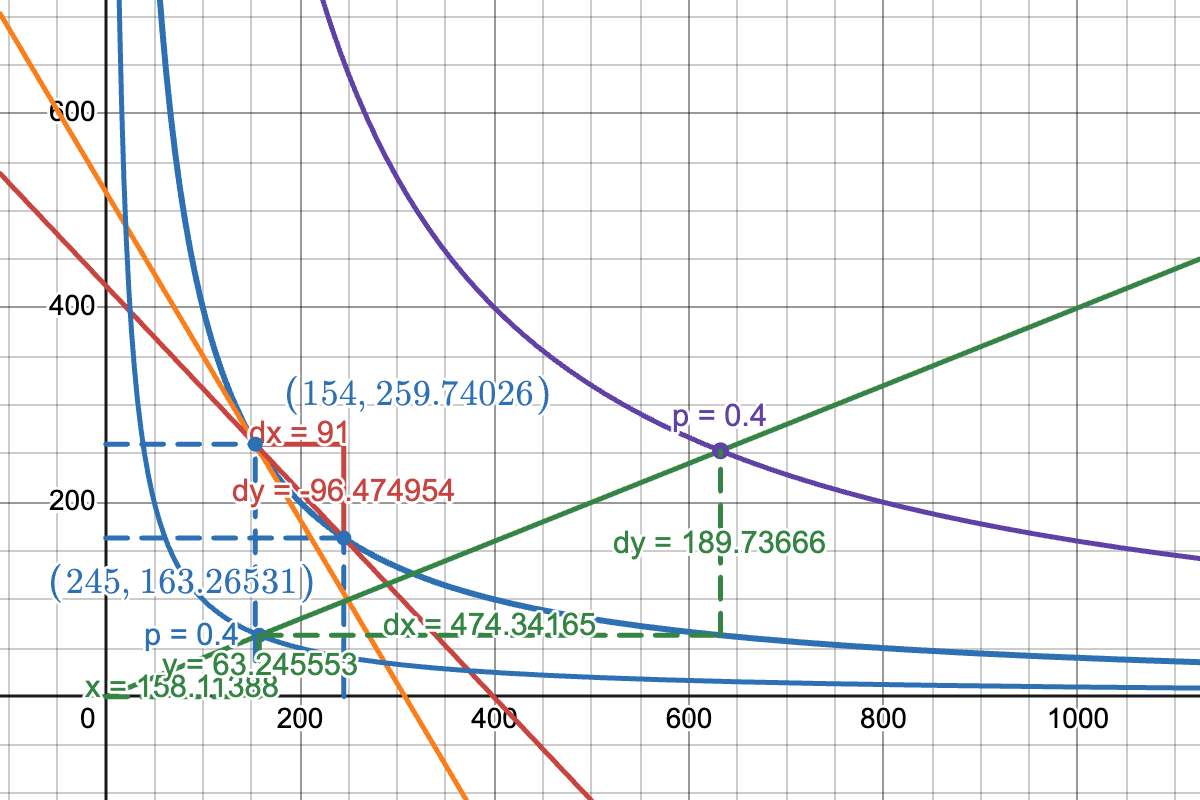 600
400
(154, 259.74026)
dx = 91
p = 0.4
dy = -96.474954
200
dy = 189.73666
(245, 163.26531)
dx = 474.34165
p = 0.4
y = 63.245553
x = 158.11388
0
200
400
600
800
1000